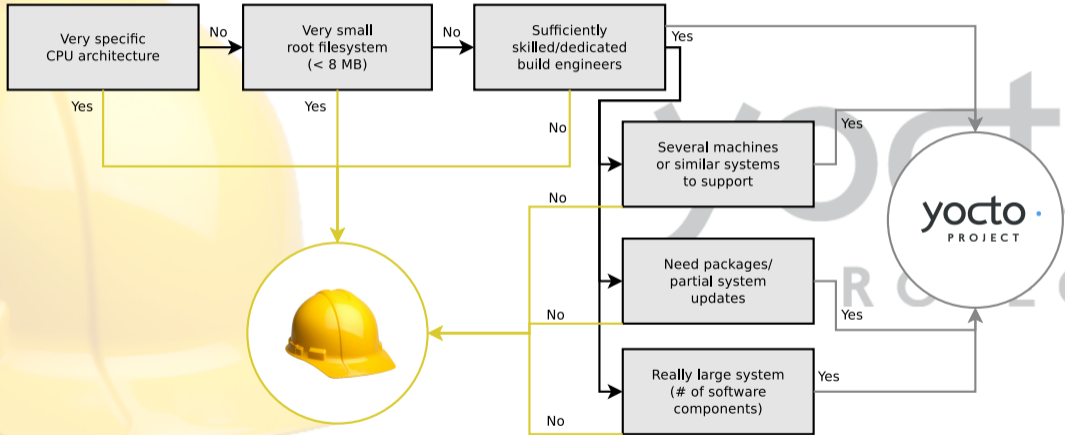 Very specific
CPU architecture
No
Very small
root filesystem
(< 8 MB)
No
Sufficiently
skilled/dedicated
build engineers
Yes
Yes
Yes
No
Several machines
or similar systems
to support
Yes
No
yocto
PROJECT
Need packages/
partial system
updates
Yes
No
Really large system
(# of software
components)
Yes
No
yoct
ROJEC